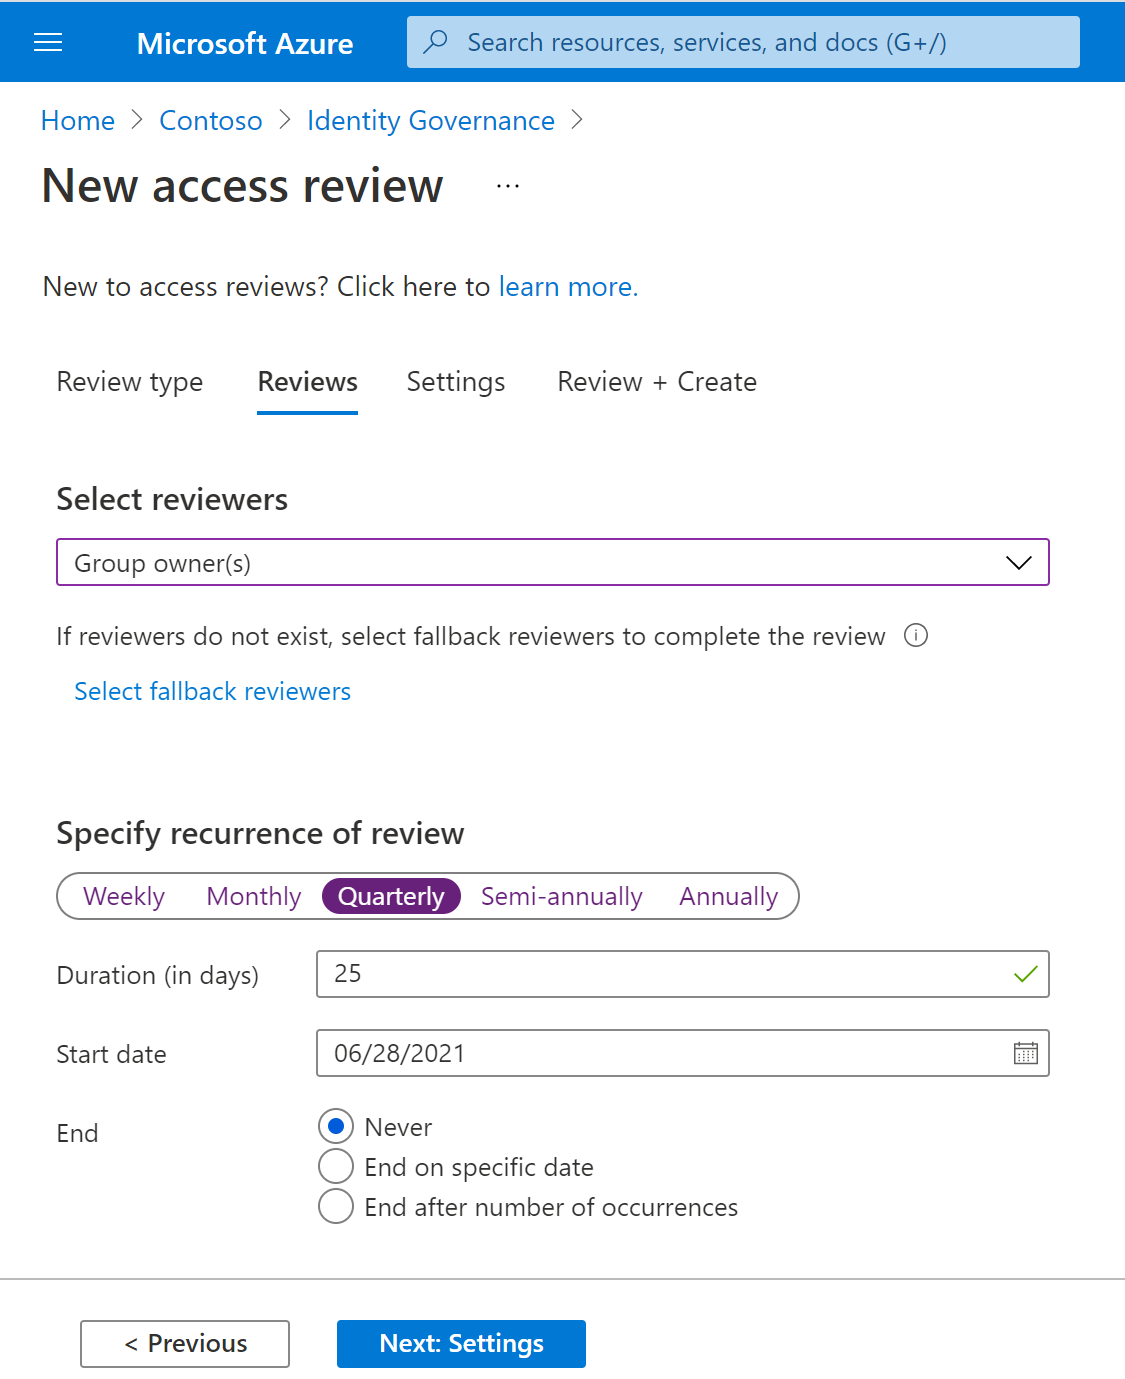 Microsoft Azure
Search resources, services, and docs (G+/)
Home > Contoso > Identity Governance >
New access review ...
New to access reviews? Click here to learn more.
Review type Reviews Settings Review + Create
Select reviewers
Group owner(s)
If reviewers do not exist, select fallback reviewers to complete the review
Select fallback reviewers
Specify recurrence of review
Weekly Monthly Quarterly Semi-annually Annually
Duration (in days) 25
Start date 06/28/2021
End
Never
End on specific date
End after number of occurrences
< Previous Next: Settings